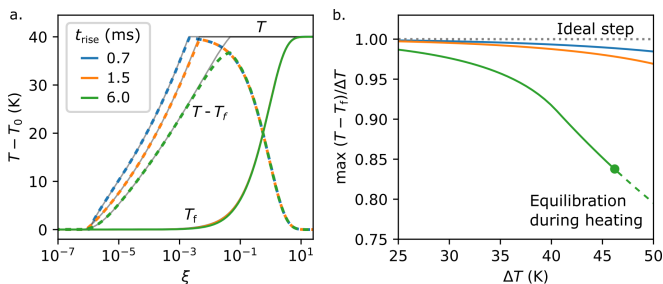 a.
b.
t_rise (ms)
0.7
1.5
6.0
T
T - T_f
T_f
40
30
20
10
0
T − T_0 (K)
10^−7
10^−5
10^−3
10^−1
10^1
ξ
Ideal step
Equilibration
during heating
1.00
0.95
0.90
0.85
0.80
0.75
max (T − T_f)/ΔT
25
30
35
40
45
50
ΔT (K)